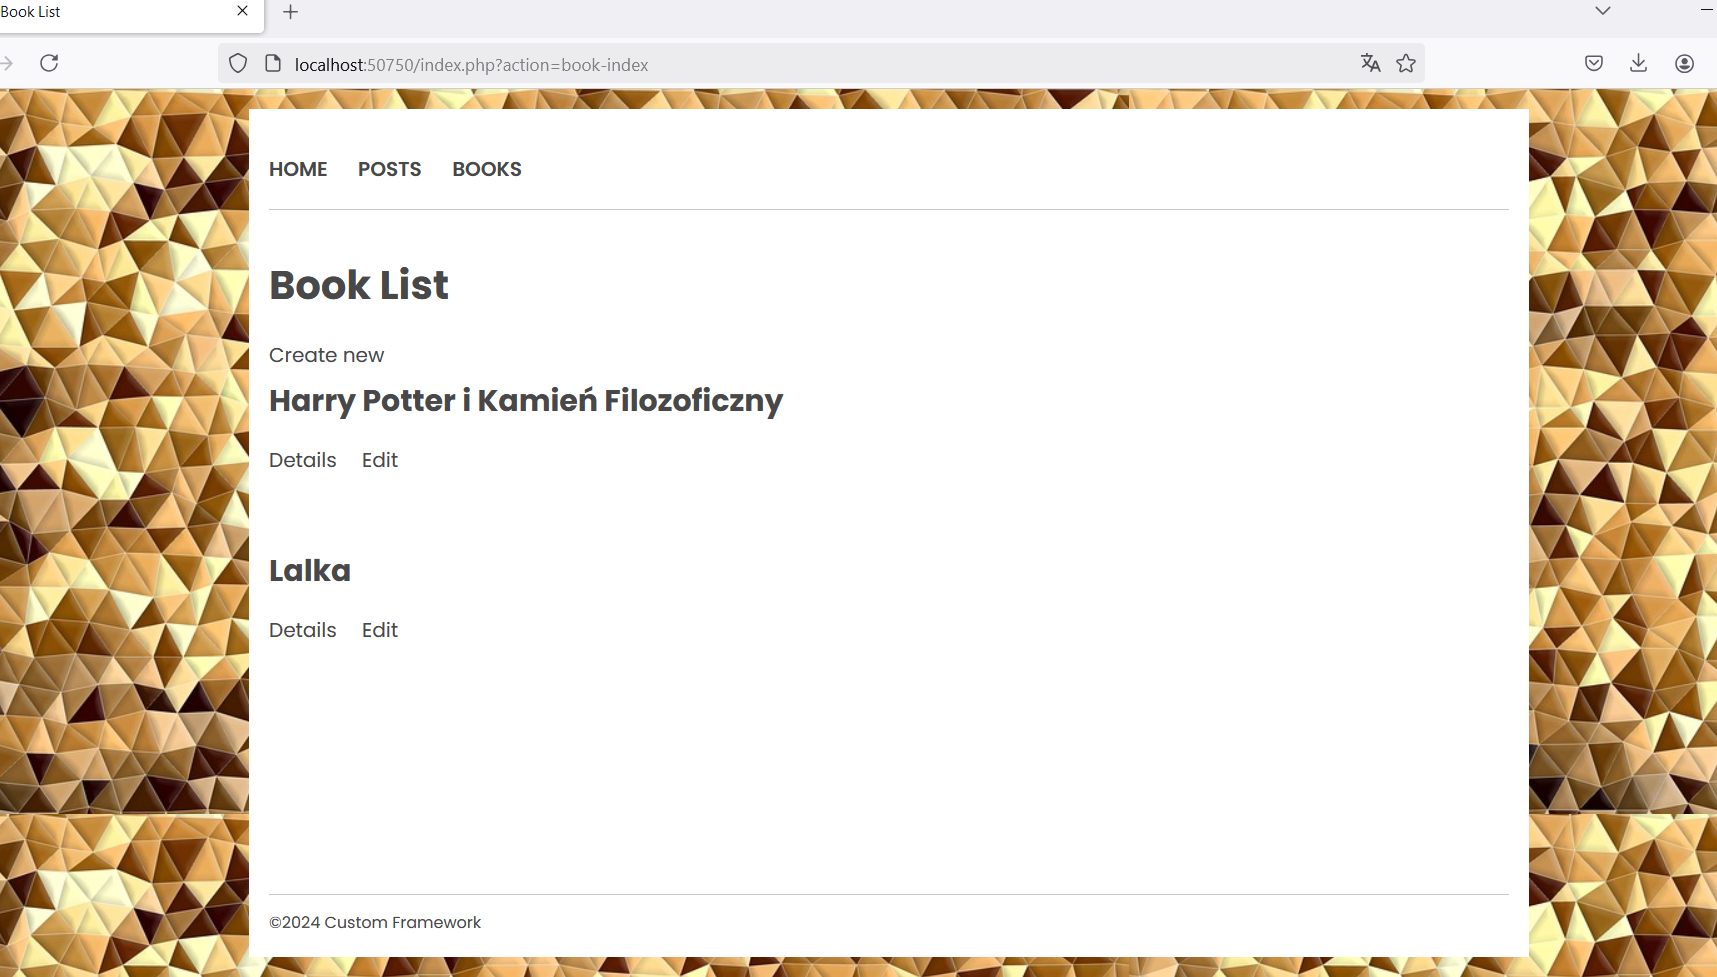 Book List
localhost:50750/index.php?action=book-index
HOME POSTS BOOKS
Book List
Create new
Harry Potter i Kamień Filozoficzny
Details Edit
Lalka
Details Edit
©2024 Custom Framework